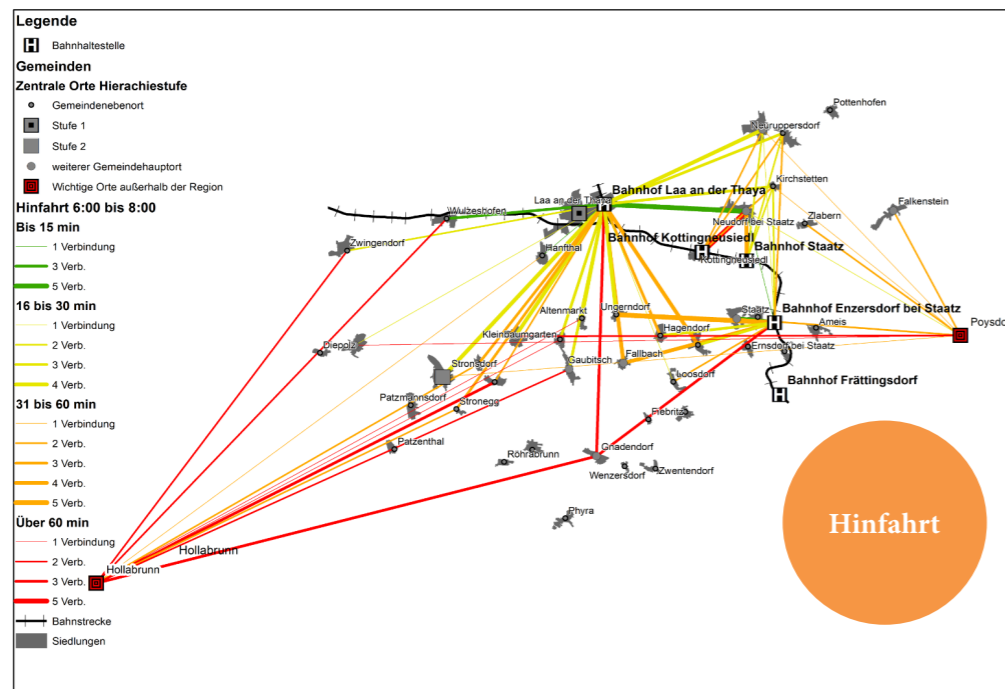 Legende
Bahnhaltestelle
Gemeinden
Zentrale Orte Hierachiestufe
Gemeindenebenort
Stufe 1
Stufe 2
weiterer Gemeindehauptort
Wichtige Orte außerhalb der Region
Hinfahrt 6:00 bis 8:00
Bis 15 min
1 Verbindung
3 Verb.
5 Verb.
16 bis 30 min
1 Verbindung
2 Verb.
3 Verb.
4 Verb.
31 bis 60 min
1 Verbindung
2 Verb.
3 Verb.
4 Verb.
5 Verb.
Über 60 min
1 Verbindung
2 Verb.
3 Verb.
5 Verb.
Bahnstrecke
Siedlungen
Pottenhofen
Neuruppersdorf
Kirchstetten
Bahnhof Laa an der Thaya
Laa an der Thaya
Wulzeshofen
Zlabern
Falkenstein
Neudorf bei Staatz
Bahnhof Kottingneusiedl
Zwingendorf
Hanfthal
Bahnhof Staatz
Kottingneusiedl
Bahnhof Enzersdorf bei Staatz
Altenmarkt
Ungerndorf
Staatz
Ameis
Poysdo
Kleinbaumgarten
Hagendorf
Diepolz
Ernsdorf bei Staatz
Stronsdorf
Gaubitsch
Fallbach
Loosdorf
Bahnhof Frättingsdorf
Patzmannsdorf
Stronegg
Fiebritz
Patzenthal
Röhrabrunn
Gnadendorf
Wenzersdorf
Zwentendorf
Phyra
Hollabrunn
Hollabrunn
Hinfahrt
H
H
H
H
H
H